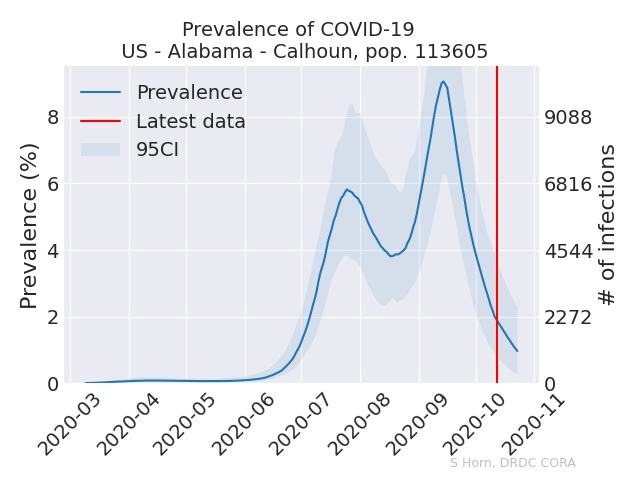 Prevalence of COVID-19
US - Alabama - Calhoun, pop. 113605
Prevalence
Latest data
95CI
Prevalence (%)
8
6
4
2
0
9088
6816
4544
2272
0
# of infections
2020-03
2020-04
2020-05
2020-06
2020-07
2020-08
2020-09
2020-10
2020-11
S Horn, DRDC CORA